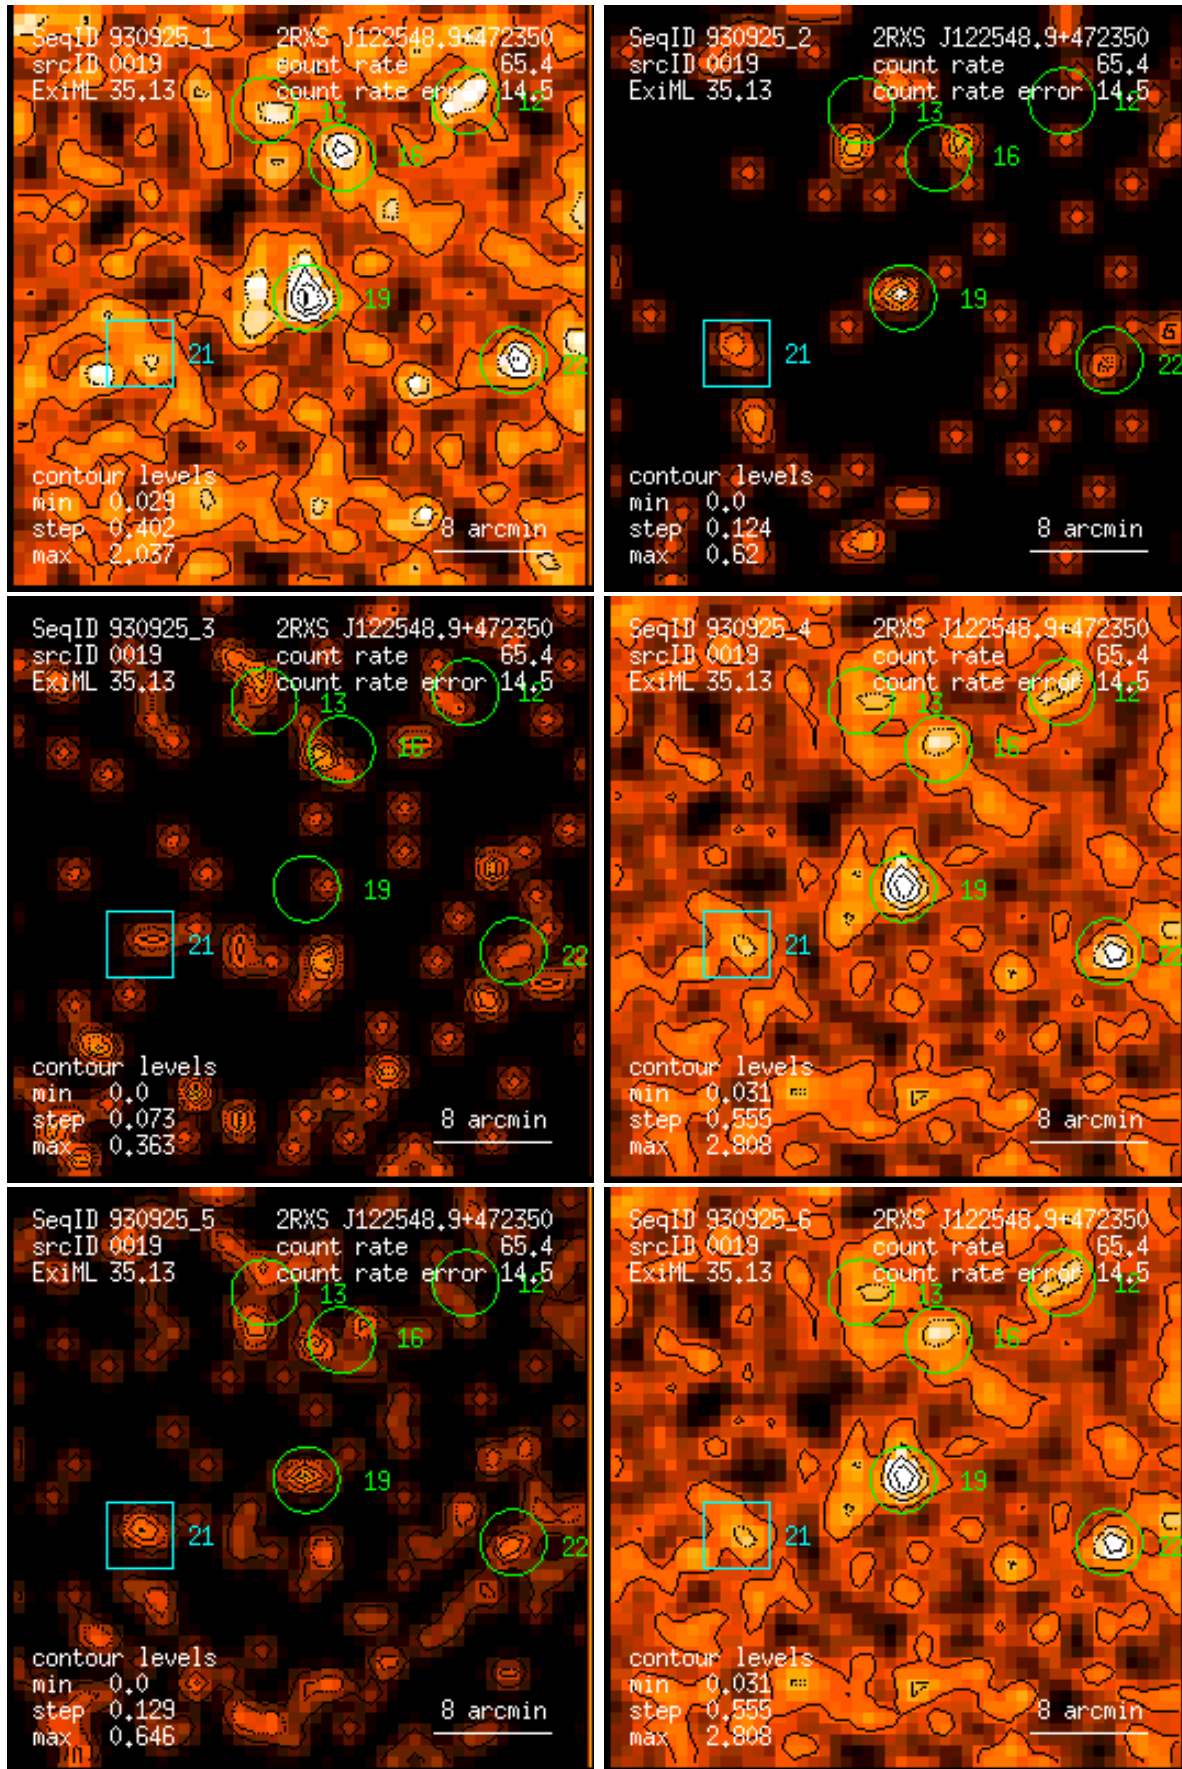 SeqID 930925_1 2RXS J122548.9+472350
srcID 0019 count rate 65.4
ExiML 35.13 count rate error 14.5
12
13
16
19
21
22
contour levels
min 0.029
step 0.402 8 arcmin
max 2.037
SeqID 930925_2 2RXS J122548.9+472350
srcID 0019 count rate 65.4
ExiML 35.13 count rate error 14.5
12
13
16
19
21
22
contour levels
min 0.0
step 0.124 8 arcmin
max 0.62
SeqID 930925_3 2RXS J122548.9+472350
srcID 0019 count rate 65.4
ExiML 35.13 count rate error 14.5
12
13
16
19
21
22
contour levels
min 0.0
step 0.073 8 arcmin
max 0.363
SeqID 930925_4 2RXS J122548.9+472350
srcID 0019 count rate 65.4
ExiML 35.13 count rate error 14.5
12
13
16
19
21
22
contour levels
min 0.031
step 0.555 8 arcmin
max 2.808
SeqID 930925_5 2RXS J122548.9+472350
srcID 0019 count rate 65.4
ExiML 35.13 count rate error 14.5
12
13
16
19
21
22
contour levels
min 0.0
step 0.129 8 arcmin
max 0.646
SeqID 930925_6 2RXS J122548.9+472350
srcID 0019 count rate 65.4
ExiML 35.13 count rate error 14.5
12
13
16
19
21
22
contour levels
min 0.031
step 0.555 8 arcmin
max 2.808